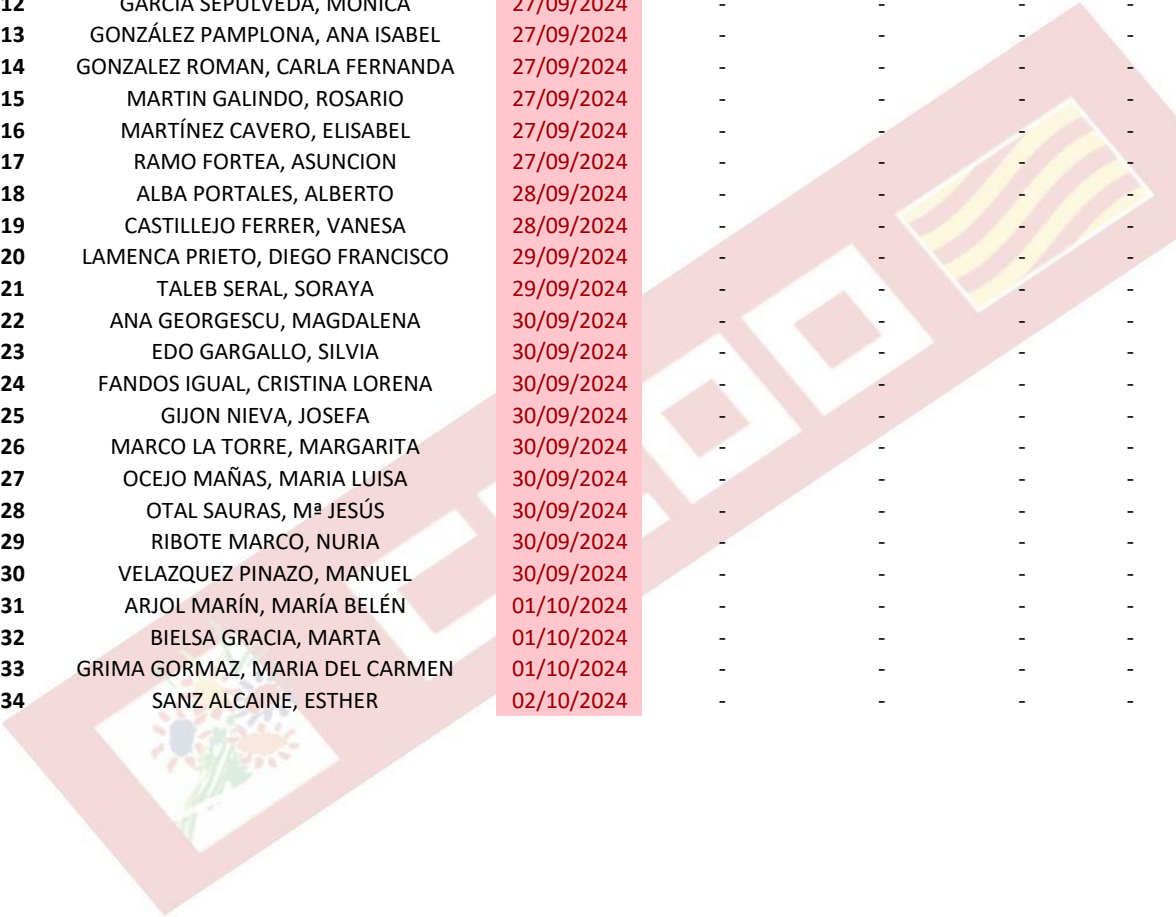 12 GARCÍA SEPÚLVEDA, MÓNICA 27/09/2024 - - - -
13 GONZÁLEZ PAMPLONA, ANA ISABEL 27/09/2024 - - - -
14 GONZALEZ ROMAN, CARLA FERNANDA 27/09/2024 - - - -
15 MARTIN GALINDO, ROSARIO 27/09/2024 - - - -
16 MARTÍNEZ CAVERO, ELISABEL 27/09/2024 - - - -
17 RAMO FORTEA, ASUNCION 27/09/2024 - - - -
18 ALBA PORTALES, ALBERTO 28/09/2024 - - - -
19 CASTILLEJO FERRER, VANESA 28/09/2024 - - - -
20 LAMENCA PRIETO, DIEGO FRANCISCO 29/09/2024 - - - -
21 TALEB SERAL, SORAYA 29/09/2024 - - - -
22 ANA GEORGESCU, MAGDALENA 30/09/2024 - - - -
23 EDO GARGALLO, SILVIA 30/09/2024 - - - -
24 FANDOS IGUAL, CRISTINA LORENA 30/09/2024 - - - -
25 GIJON NIEVA, JOSEFA 30/09/2024 - - - -
26 MARCO LA TORRE, MARGARITA 30/09/2024 - - - -
27 OCEJO MAÑAS, MARIA LUISA 30/09/2024 - - - -
28 OTAL SAURAS, Mª JESÚS 30/09/2024 - - - -
29 RIBOTE MARCO, NURIA 30/09/2024 - - - -
30 VELAZQUEZ PINAZO, MANUEL 30/09/2024 - - - -
31 ARJOL MARÍN, MARÍA BELÉN 01/10/2024 - - - -
32 BIELSA GRACIA, MARTA 01/10/2024 - - - -
33 GRIMA GORMAZ, MARIA DEL CARMEN 01/10/2024 - - - -
34 SANZ ALCAINE, ESTHER 02/10/2024 - - - -